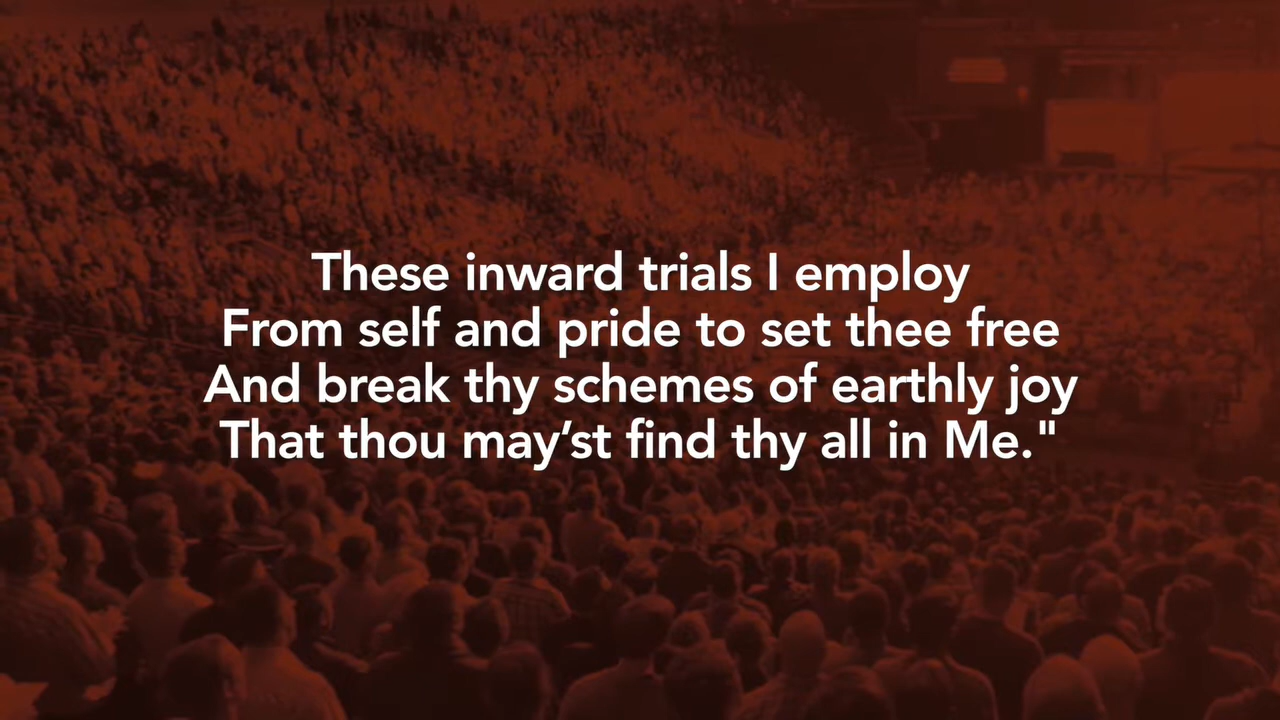 These inward trials I employ
From self and pride to set thee free
And break thy schemes of earthly joy
That thou may’st find thy all in Me."